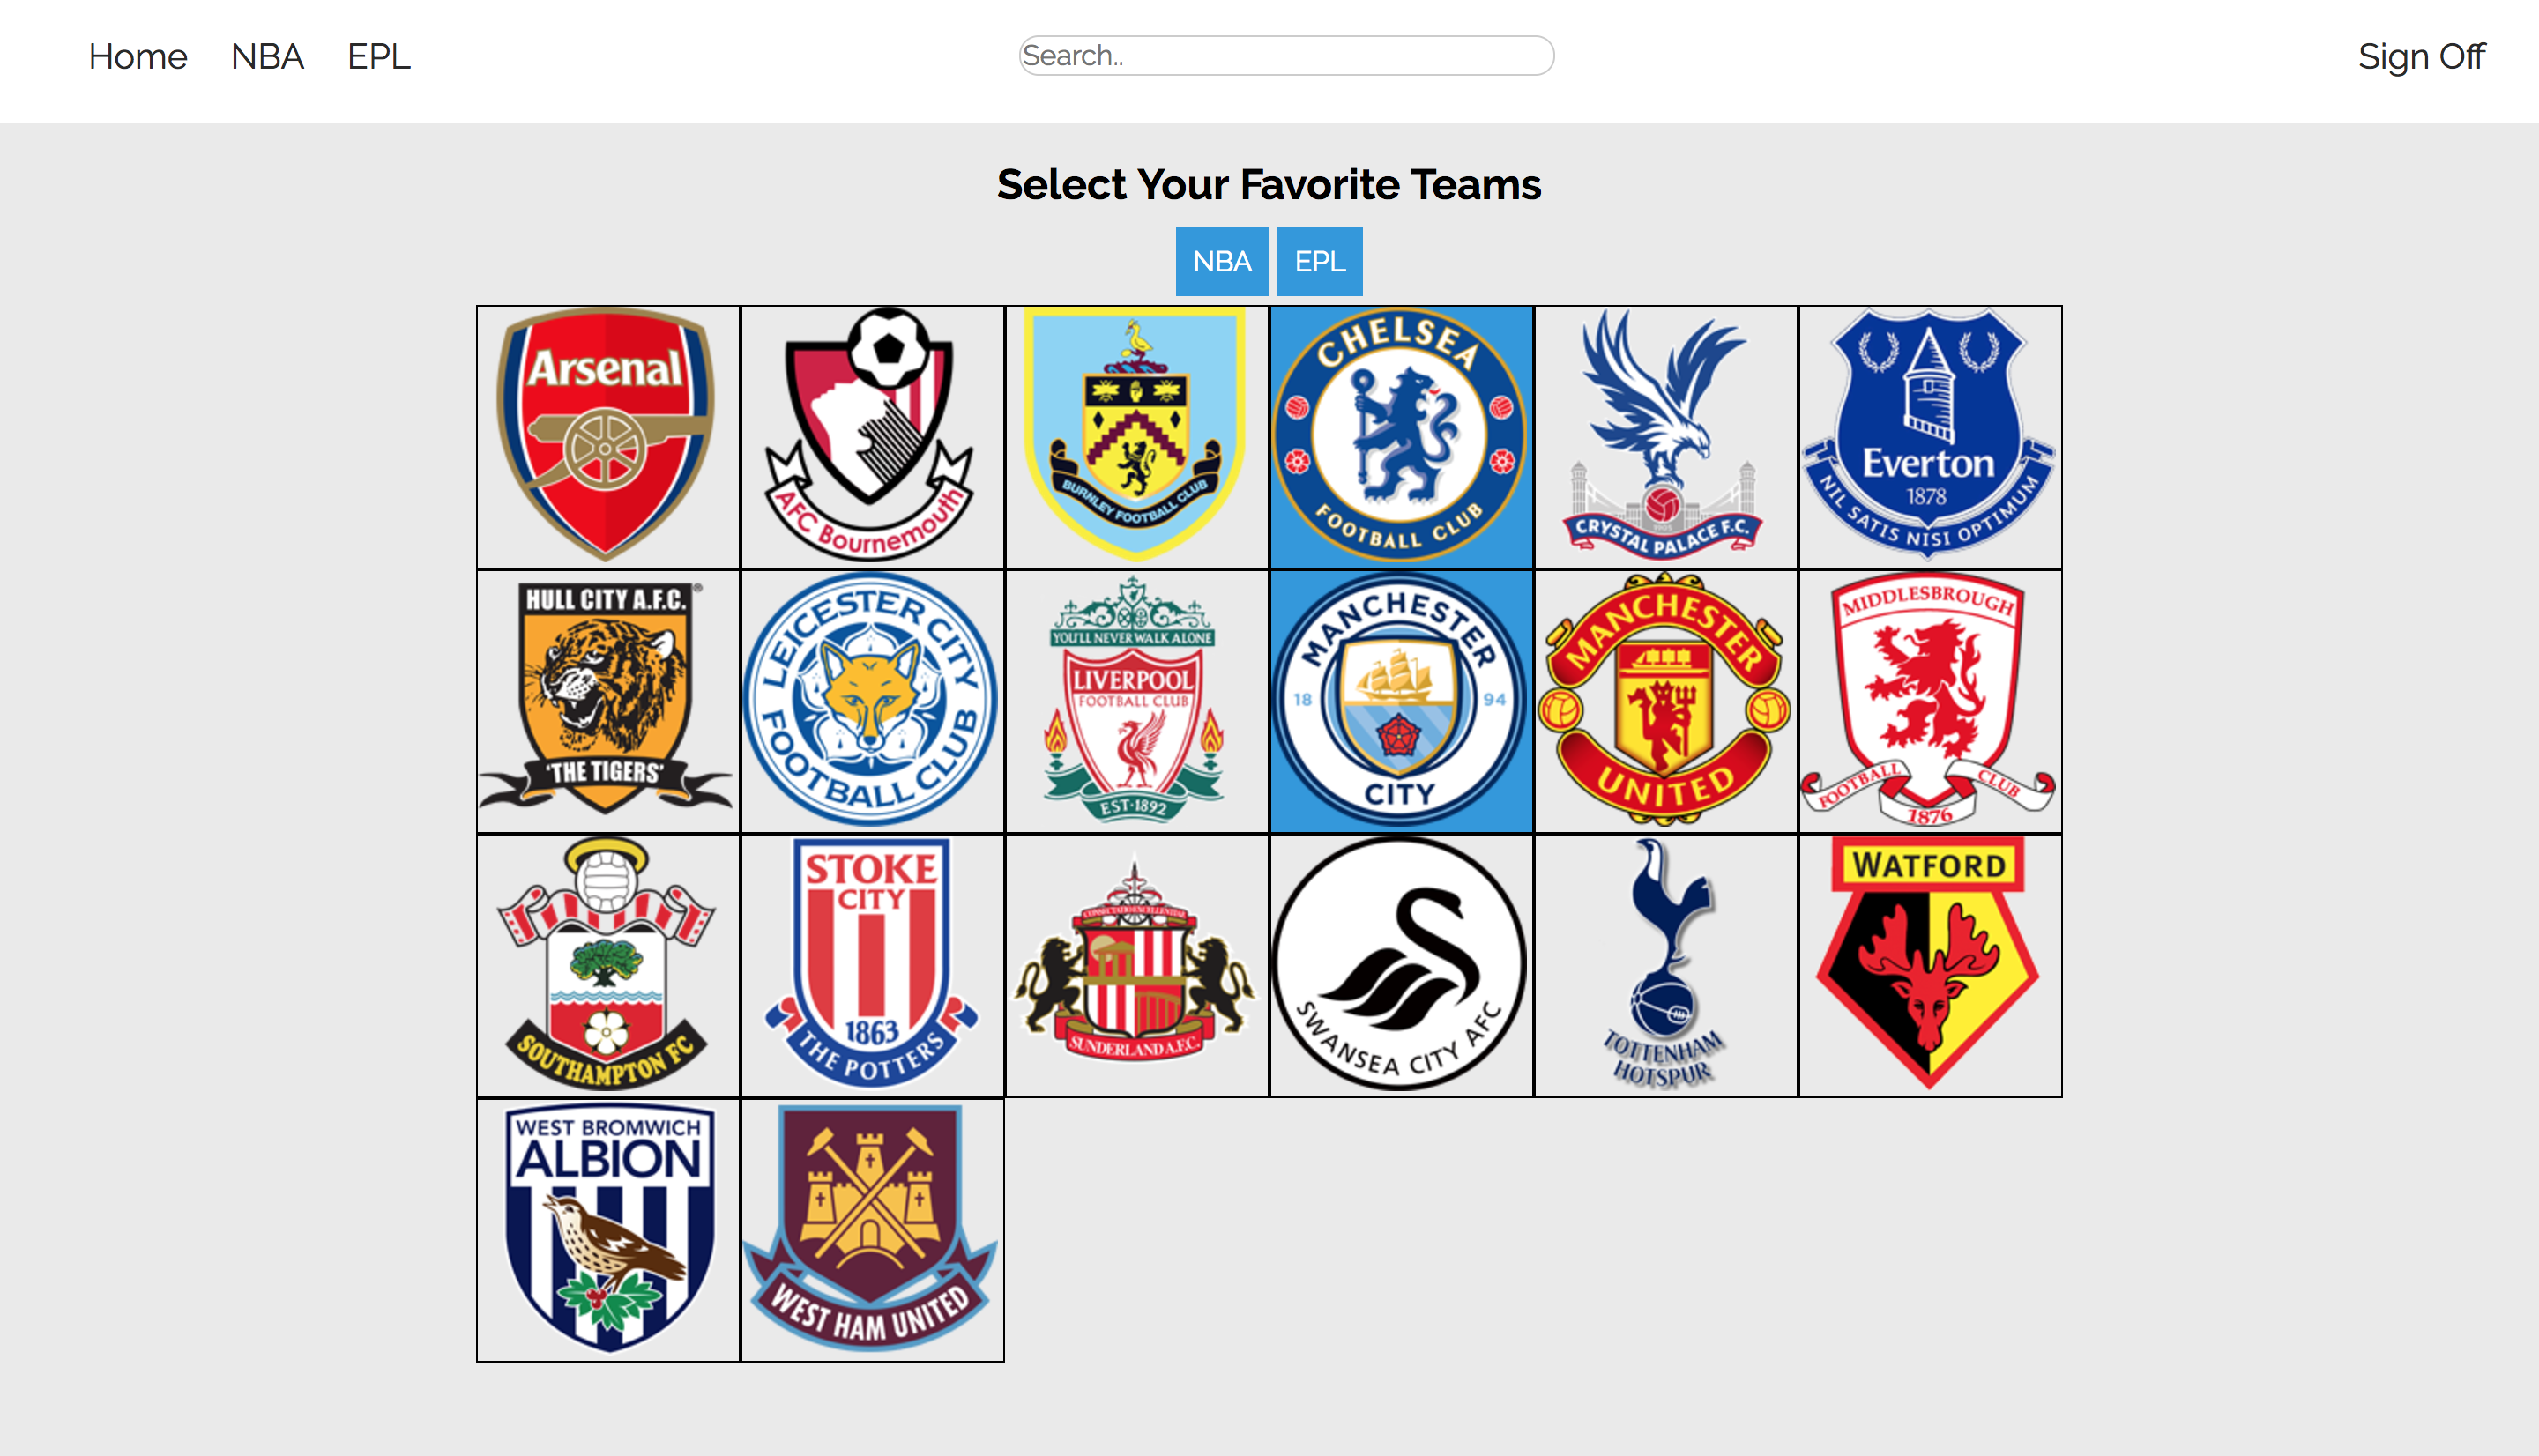 Home NBA EPL
Search..
Sign Off
Select Your Favorite Teams
NBA EPL
Arsenal
AFC Bournemouth
BURNLEY FOOTBALL CLUB
CHELSEA
FOOTBALL CLUB
1905
CRYSTAL PALACE F.C.
Everton
1878
NIL SATIS NISI OPTIMUM
HULL CITY A.F.C.®
'THE TIGERS'
LEICESTER CITY
FOOTBALL CLUB
YOU'LL NEVER WALK ALONE
LIVERPOOL
FOOTBALL CLUB
EST·1892
MANCHESTER
18 94
CITY
MANCHESTER
UNITED
MIDDLESBROUGH
FOOTBALL CLUB
1876
SOUTHAMPTON FC
STOKE
CITY
1863
THE POTTERS
CONSECTATIO EXCELLENTIAE
SUNDERLAND A.F.C.
SWANSEA CITY AFC
TOTTENHAM
HOTSPUR
WATFORD
WEST BROMWICH
ALBION
WEST HAM UNITED